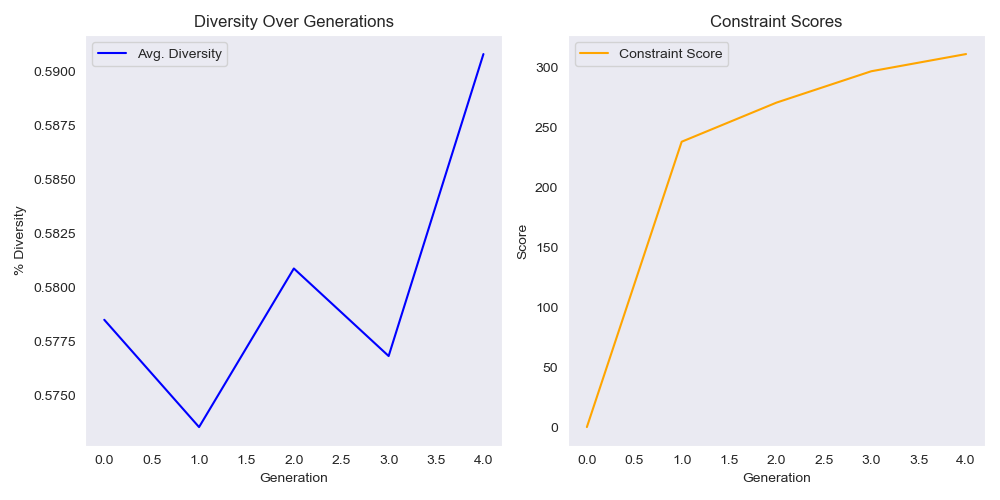 Diversity Over Generations
Avg. Diversity
% Diversity
0.5900
0.5875
0.5850
0.5825
0.5800
0.5775
0.5750
0.0 0.5 1.0 1.5 2.0 2.5 3.0 3.5 4.0
Generation
Constraint Scores
Constraint Score
Score
300
250
200
150
100
50
0
0.0 0.5 1.0 1.5 2.0 2.5 3.0 3.5 4.0
Generation